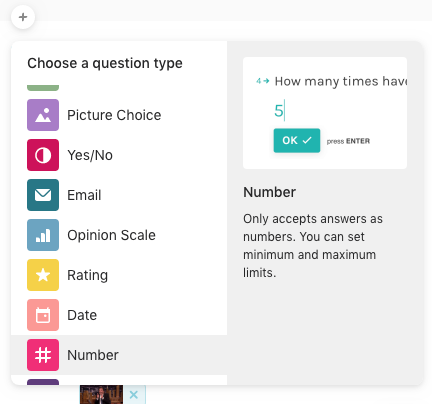 Choose a question type
Picture Choice
Yes/No
Email
Opinion Scale
Rating
Date
Number
4→ How many times have
5
OK ✓ press ENTER
Number
Only accepts answers as
numbers. You can set
minimum and maximum
limits.